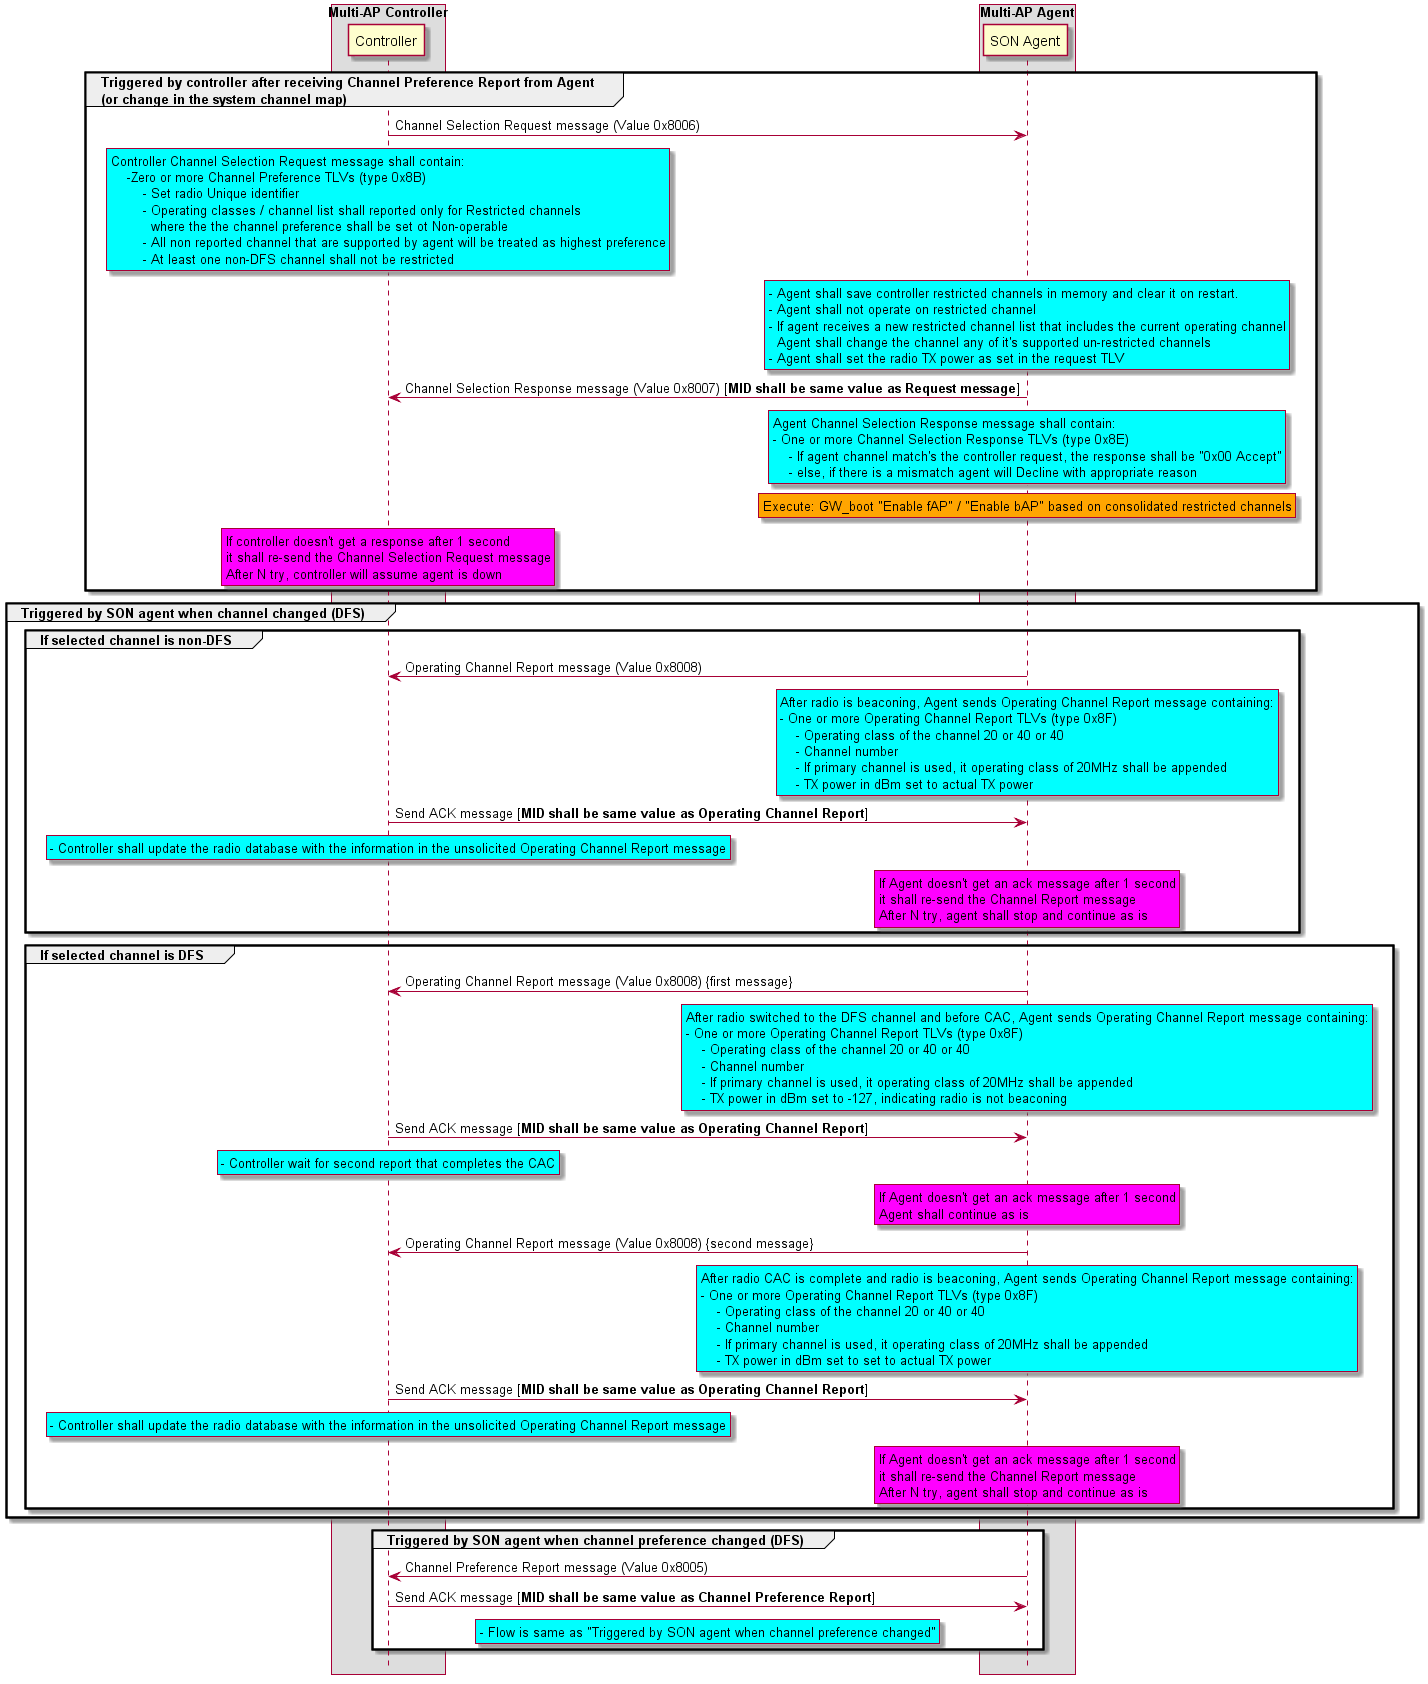 Multi-AP Controller
Multi-AP Agent
Controller
SON Agent
Triggered by controller after receiving Channel Preference Report from Agent
(or change in the system channel map)
Channel Selection Request message (Value 0x8006)
Controller Channel Selection Request message shall contain:
-Zero or more Channel Preference TLVs (type 0x8B)
- Set radio Unique identifier
- Operating classes / channel list shall reported only for Restricted channels
where the the channel preference shall be set ot Non-operable
- All non reported channel that are supported by agent will be treated as highest preference
- At least one non-DFS channel shall not be restricted
- Agent shall save controller restricted channels in memory and clear it on restart.
- Agent shall not operate on restricted channel
- If agent receives a new restricted channel list that includes the current operating channel
Agent shall change the channel any of it's supported un-restricted channels
- Agent shall set the radio TX power as set in the request TLV
Channel Selection Response message (Value 0x8007) [MID shall be same value as Request message]
Agent Channel Selection Response message shall contain:
- One or more Channel Selection Response TLVs (type 0x8E)
- If agent channel match's the controller request, the response shall be "0x00 Accept"
- else, if there is a mismatch agent will Decline with appropriate reason
Execute: GW_boot "Enable fAP" / "Enable bAP" based on consolidated restricted channels
If controller doesn't get a response after 1 second
it shall re-send the Channel Selection Request message
After N try, controller will assume agent is down
Triggered by SON agent when channel changed (DFS)
If selected channel is non-DFS
Operating Channel Report message (Value 0x8008)
After radio is beaconing, Agent sends Operating Channel Report message containing:
- One or more Operating Channel Report TLVs (type 0x8F)
- Operating class of the channel 20 or 40 or 40
- Channel number
- If primary channel is used, it operating class of 20MHz shall be appended
- TX power in dBm set to actual TX power
Send ACK message [MID shall be same value as Operating Channel Report]
- Controller shall update the radio database with the information in the unsolicited Operating Channel Report message
If Agent doesn't get an ack message after 1 second
it shall re-send the Channel Report message
After N try, agent shall stop and continue as is
If selected channel is DFS
Operating Channel Report message (Value 0x8008) {first message}
After radio switched to the DFS channel and before CAC, Agent sends Operating Channel Report message containing:
- One or more Operating Channel Report TLVs (type 0x8F)
- Operating class of the channel 20 or 40 or 40
- Channel number
- If primary channel is used, it operating class of 20MHz shall be appended
- TX power in dBm set to -127, indicating radio is not beaconing
Send ACK message [MID shall be same value as Operating Channel Report]
- Controller wait for second report that completes the CAC
If Agent doesn't get an ack message after 1 second
Agent shall continue as is
Operating Channel Report message (Value 0x8008) {second message}
After radio CAC is complete and radio is beaconing, Agent sends Operating Channel Report message containing:
- One or more Operating Channel Report TLVs (type 0x8F)
- Operating class of the channel 20 or 40 or 40
- Channel number
- If primary channel is used, it operating class of 20MHz shall be appended
- TX power in dBm set to set to actual TX power
Send ACK message [MID shall be same value as Operating Channel Report]
- Controller shall update the radio database with the information in the unsolicited Operating Channel Report message
If Agent doesn't get an ack message after 1 second
it shall re-send the Channel Report message
After N try, agent shall stop and continue as is
Triggered by SON agent when channel preference changed (DFS)
Channel Preference Report message (Value 0x8005)
Send ACK message [MID shall be same value as Channel Preference Report]
- Flow is same as "Triggered by SON agent when channel preference changed"